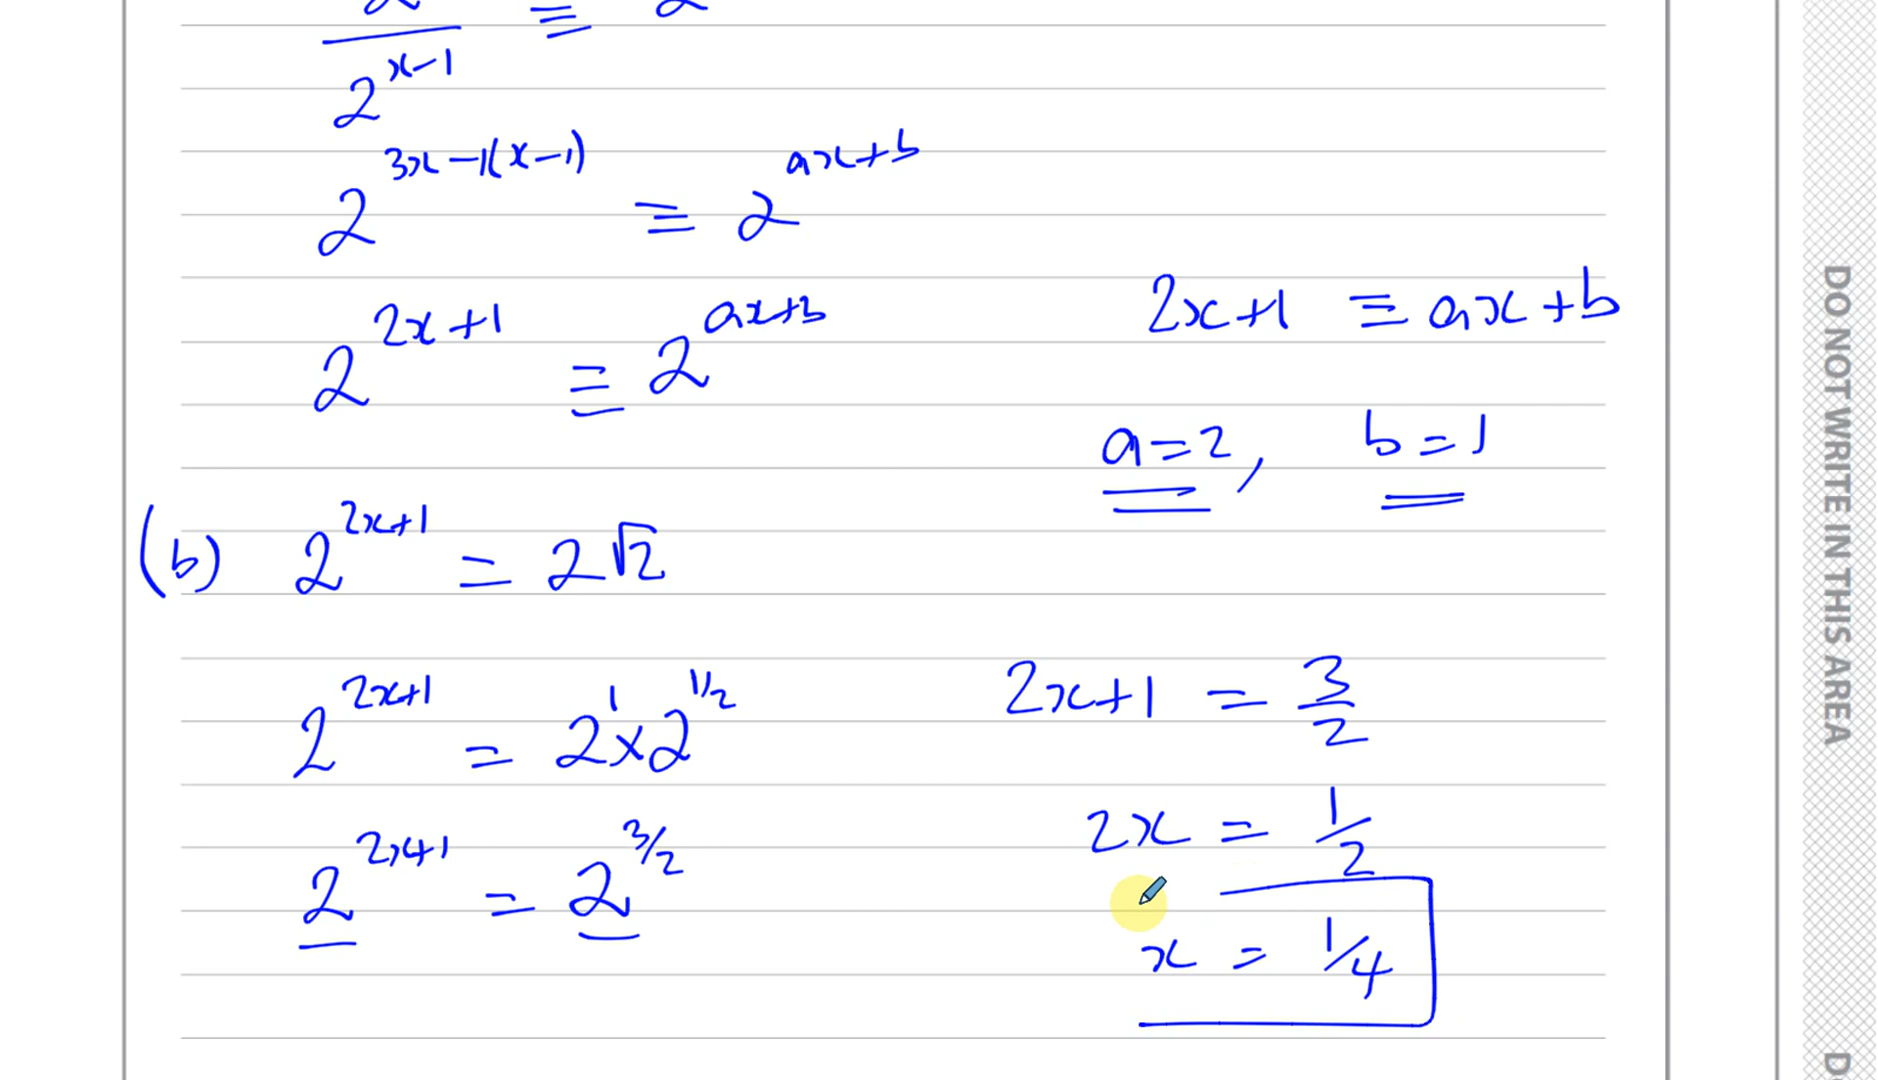 2 ≡ 2
2^(x-1)
2^(3x-1(x-1)) ≡ 2^(ax+b)
2^(2x+1) ≡ 2^(ax+b)
2x+1 ≡ ax+b
a=2, b=1
(b) 2^(2x+1) = 2√2
2^(2x+1) = 2^1 × 2^(1/2)
2^(2x+1) = 2^(3/2)
2x+1 = 3/2
2x = 1/2
x = 1/4
DO NOT WRITE IN THIS AREA
D